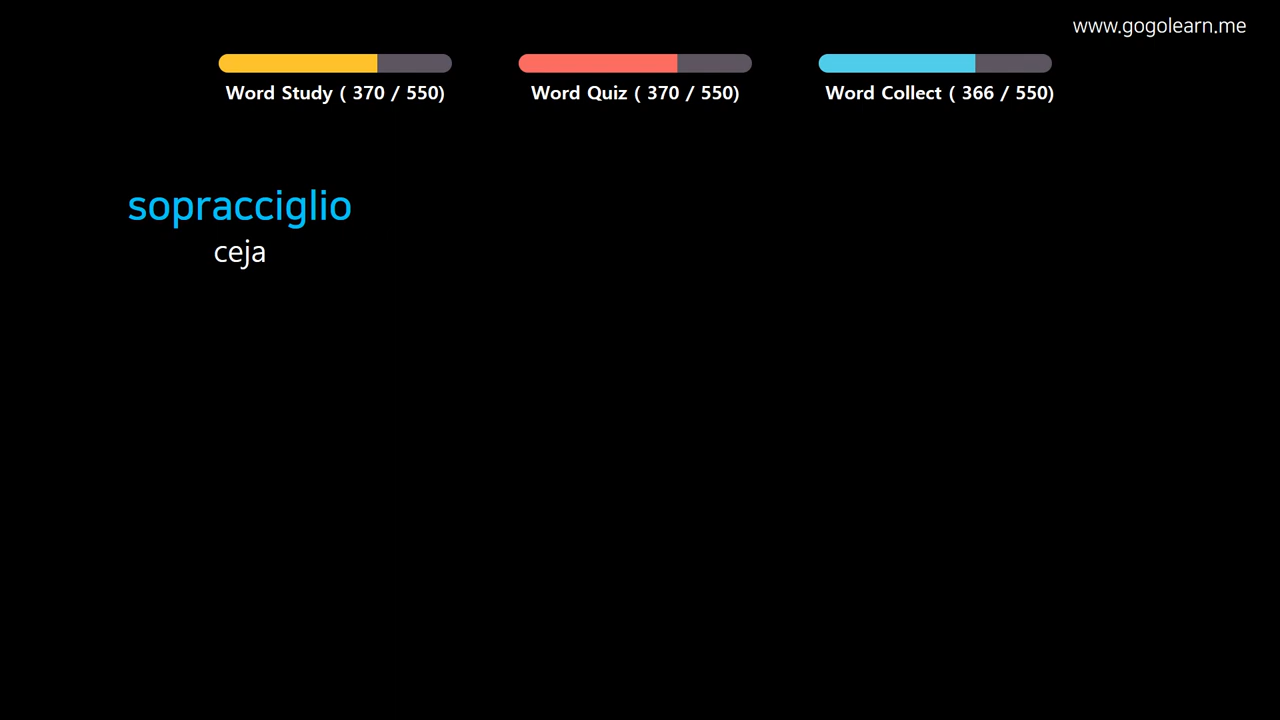 www.gogolearn.me
Word Study ( 370 / 550)
Word Quiz ( 370 / 550)
Word Collect ( 366 / 550)
sopracciglio
ceja